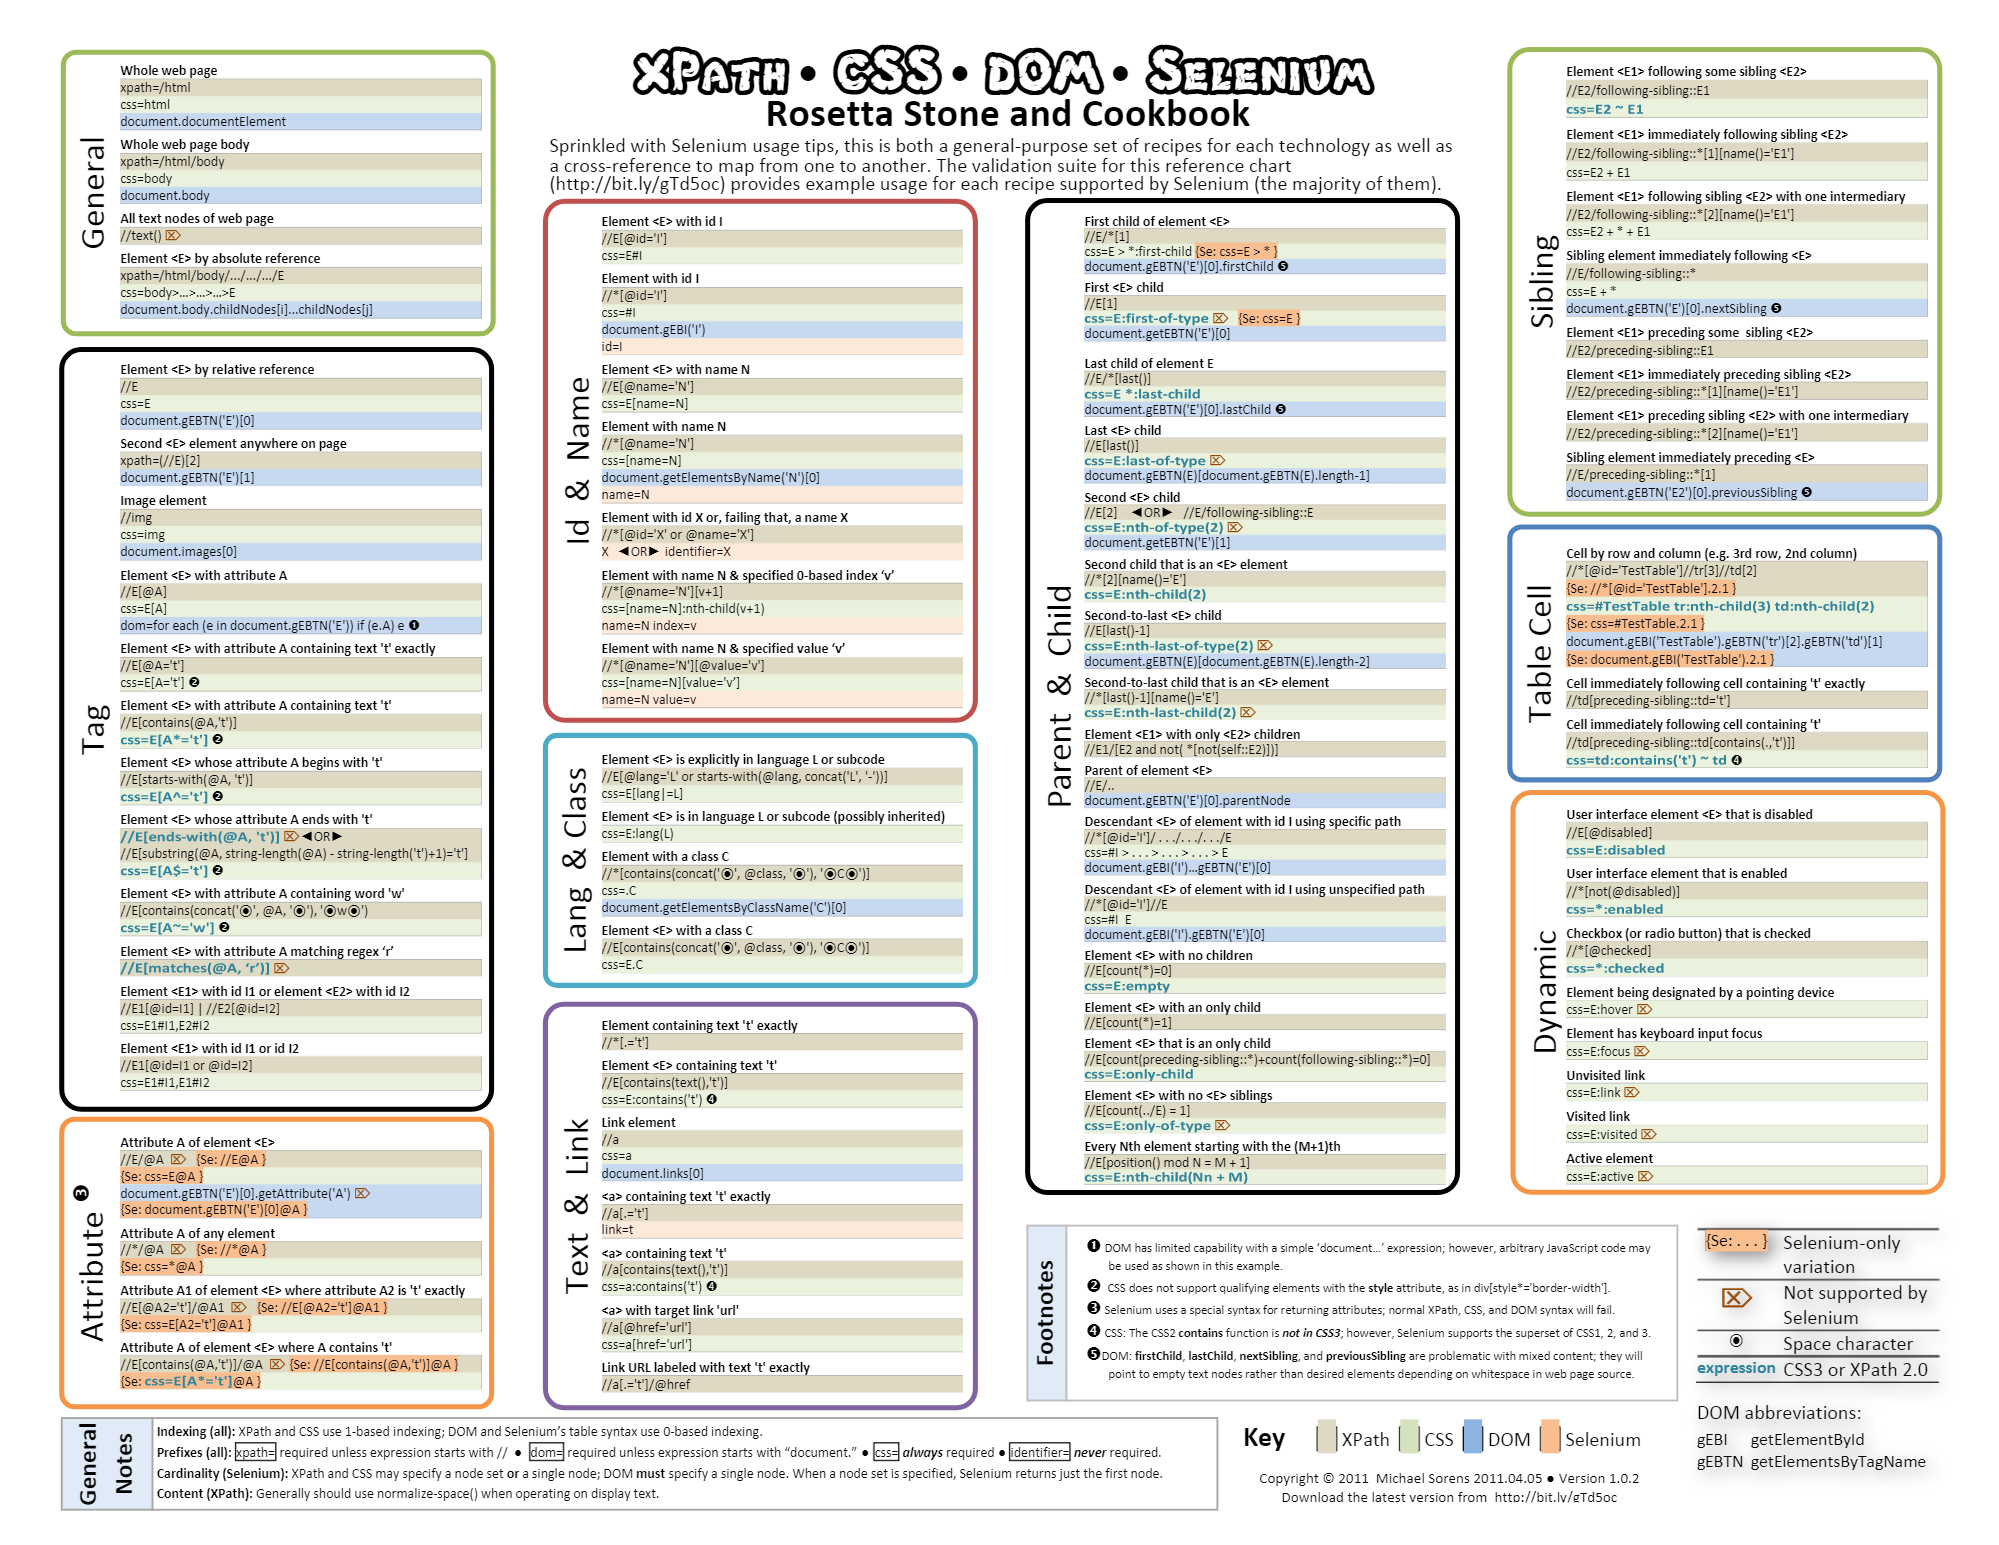 XPath • CSS • DOM • Selenium
Rosetta Stone and Cookbook
Sprinkled with Selenium usage tips, this is both a general-purpose set of recipes for each technology as well as
a cross-reference to map from one to another. The validation suite for this reference chart
(http://bit.ly/gTd5oc) provides example usage for each recipe supported by Selenium (the majority of them).
General
Whole web page
xpath=/html
css=html
document.documentElement
Whole web page body
xpath=/html/body
css=body
document.body
All text nodes of web page
//text() ⌦
Element <E> by absolute reference
xpath=/html/body/.../.../.../E
css=body>...>...>...>E
document.body.childNodes[i]...childNodes[j]
Tag
Element <E> by relative reference
//E
css=E
document.gEBTN('E')[0]
Second <E> element anywhere on page
xpath=(//E)[2]
document.gEBTN('E')[1]
Image element
//img
css=img
document.images[0]
Element <E> with attribute A
//E[@A]
css=E[A]
dom=for each (e in document.gEBTN('E')) if (e.A) e ❶
Element <E> with attribute A containing text 't' exactly
//E[@A='t']
css=E[A='t'] ❷
Element <E> with attribute A containing text 't'
//E[contains(@A,'t')]
css=E[A*='t'] ❷
Element <E> whose attribute A begins with 't'
//E[starts-with(@A, 't')]
css=E[A^='t'] ❷
Element <E> whose attribute A ends with 't'
//E[ends-with(@A, 't')] ⌦ ◄OR►
//E[substring(@A, string-length(@A) - string-length('t')+1)='t']
css=E[A$='t'] ❷
Element <E> with attribute A containing word 'w'
//E[contains(concat('◉', @A, '◉'), '◉w◉')
css=E[A~='w'] ❷
Element <E> with attribute A matching regex ‘r’
//E[matches(@A, ‘r’)] ⌦
Element <E1> with id I1 or element <E2> with id I2
//E1[@id=I1] | //E2[@id=I2]
css=E1#I1,E2#I2
Element <E1> with id I1 or id I2
//E1[@id=I1 or @id=I2]
css=E1#I1,E1#I2
Attribute ❸
Attribute A of element <E>
//E/@A ⌦ {Se: //E@A }
{Se: css=E@A }
document.gEBTN('E')[0].getAttribute('A') ⌦
{Se: document.gEBTN('E')[0]@A }
Attribute A of any element
//*/@A ⌦ {Se: //*@A }
{Se: css=*@A }
Attribute A1 of element <E> where attribute A2 is 't' exactly
//E[@A2='t']/@A1 ⌦ {Se: //E[@A2='t']@A1 }
{Se: css=E[A2='t']@A1 }
Attribute A of element <E> where A contains 't'
//E[contains(@A,'t')]/@A ⌦ {Se: //E[contains(@A,'t')]@A }
{Se: css=E[A*='t']@A }
Id & Name
Element <E> with id I
//E[@id='I']
css=E#I
Element with id I
//*[@id='I']
css=#I
document.gEBI('I')
id=I
Element <E> with name N
//E[@name='N']
css=E[name=N]
Element with name N
//*[@name='N']
css=[name=N]
document.getElementsByName('N')[0]
name=N
Element with id X or, failing that, a name X
//*[@id='X' or @name='X']
X ◄OR► identifier=X
Element with name N & specified 0-based index ‘v’
//*[@name='N'][v+1]
css=[name=N]:nth-child(v+1)
name=N index=v
Element with name N & specified value ‘v’
//*[@name='N'][@value='v']
css=[name=N][value='v’]
name=N value=v
Lang & Class
Element <E> is explicitly in language L or subcode
//E[@lang='L' or starts-with(@lang, concat('L', '-'))]
css=E[lang|=L]
Element <E> is in language L or subcode (possibly inherited)
css=E:lang(L)
Element with a class C
//*[contains(concat('◉', @class, '◉'), '◉C◉')]
css=.C
document.getElementsByClassName('C')[0]
Element <E> with a class C
//E[contains(concat('◉', @class, '◉'), '◉C◉')]
css=E.C
Text & Link
Element containing text 't' exactly
//*[.='t']
Element <E> containing text 't'
//E[contains(text(),'t')]
css=E:contains('t') ❹
Link element
//a
css=a
document.links[0]
<a> containing text 't' exactly
//a[.='t']
link=t
<a> containing text 't'
//a[contains(text(),'t')]
css=a:contains('t') ❹
<a> with target link 'url'
//a[@href='url']
css=a[href='url']
Link URL labeled with text 't' exactly
//a[.='t']/@href
Parent & Child
First child of element <E>
//E/*[1]
css=E > *:first-child {Se: css=E > * }
document.gEBTN('E')[0].firstChild ❺
First <E> child
//E[1]
css=E:first-of-type ⌦ {Se: css=E }
document.getEBTN('E')[0]
Last child of element E
//E/*[last()]
css=E *:last-child
document.gEBTN('E')[0].lastChild ❺
Last <E> child
//E[last()]
css=E:last-of-type ⌦
document.gEBTN(E)[document.gEBTN(E).length-1]
Second <E> child
//E[2] ◄OR► //E/following-sibling::E
css=E:nth-of-type(2) ⌦
document.getEBTN('E')[1]
Second child that is an <E> element
//*[2][name()='E']
css=E:nth-child(2)
Second-to-last <E> child
//E[last()-1]
css=E:nth-last-of-type(2) ⌦
document.gEBTN(E)[document.gEBTN(E).length-2]
Second-to-last child that is an <E> element
//*[last()-1][name()='E']
css=E:nth-last-child(2) ⌦
Element <E1> with only <E2> children
//E1/[E2 and not( *[not(self::E2)])]
Parent of element <E>
//E/..
document.gEBTN('E')[0].parentNode
Descendant <E> of element with id I using specific path
//*[@id='I']/ . . ./. . ./. . ./E
css=#I > . . . > . . . > . . . > E
document.gEBI('I')...gEBTN('E')[0]
Descendant <E> of element with id I using unspecified path
//*[@id='I']//E
css=#I E
document.gEBI('I').gEBTN('E')[0]
Element <E> with no children
//E[count(*)=0]
css=E:empty
Element <E> with an only child
//E[count(*)=1]
Element <E> that is an only child
//E[count(preceding-sibling::*)+count(following-sibling::*)=0]
css=E:only-child
Element <E> with no <E> siblings
//E[count(../E) = 1]
css=E:only-of-type ⌦
Every Nth element starting with the (M+1)th
//E[position() mod N = M + 1]
css=E:nth-child(Nn + M)
Sibling
Element <E1> following some sibling <E2>
//E2/following-sibling::E1
css=E2 ~ E1
Element <E1> immediately following sibling <E2>
//E2/following-sibling::*[1][name()='E1']
css=E2 + E1
Element <E1> following sibling <E2> with one intermediary
//E2/following-sibling::*[2][name()='E1']
css=E2 + * + E1
Sibling element immediately following <E>
//E/following-sibling::*
css=E + *
document.gEBTN('E')[0].nextSibling ❺
Element <E1> preceding some sibling <E2>
//E2/preceding-sibling::E1
Element <E1> immediately preceding sibling <E2>
//E2/preceding-sibling::*[1][name()='E1']
Element <E1> preceding sibling <E2> with one intermediary
//E2/preceding-sibling::*[2][name()='E1']
Sibling element immediately preceding <E>
//E/preceding-sibling::*[1]
document.gEBTN('E2')[0].previousSibling ❺
Table Cell
Cell by row and column (e.g. 3rd row, 2nd column)
//*[@id='TestTable']//tr[3]//td[2]
{Se: //*[@id='TestTable'].2.1 }
css=#TestTable tr:nth-child(3) td:nth-child(2)
{Se: css=#TestTable.2.1 }
document.gEBI('TestTable').gEBTN('tr')[2].gEBTN('td')[1]
{Se: document.gEBI('TestTable').2.1 }
Cell immediately following cell containing 't' exactly
//td[preceding-sibling::td='t']
Cell immediately following cell containing 't'
//td[preceding-sibling::td[contains(.,'t')]]
css=td:contains('t') ~ td ❹
Dynamic
User interface element <E> that is disabled
//E[@disabled]
css=E:disabled
User interface element that is enabled
//*[not(@disabled)]
css=*:enabled
Checkbox (or radio button) that is checked
//*[@checked]
css=*:checked
Element being designated by a pointing device
css=E:hover ⌦
Element has keyboard input focus
css=E:focus ⌦
Unvisited link
css=E:link ⌦
Visited link
css=E:visited ⌦
Active element
css=E:active ⌦
Footnotes
❶ DOM has limited capability with a simple ‘document...’ expression; however, arbitrary JavaScript code may
be used as shown in this example.
❷ CSS does not support qualifying elements with the style attribute, as in div[style*='border-width'].
❸ Selenium uses a special syntax for returning attributes; normal XPath, CSS, and DOM syntax will fail.
❹ CSS: The CSS2 contains function is not in CSS3; however, Selenium supports the superset of CSS1, 2, and 3.
❺ DOM: firstChild, lastChild, nextSibling, and previousSibling are problematic with mixed content; they will
point to empty text nodes rather than desired elements depending on whitespace in web page source.
{Se: . . . } Selenium-only
variation
⌦ Not supported by
Selenium
◉ Space character
expression CSS3 or XPath 2.0
DOM abbreviations:
gEBI getElementById
gEBTN getElementsByTagName
General
Notes
Indexing (all): XPath and CSS use 1-based indexing; DOM and Selenium’s table syntax use 0-based indexing.
Prefixes (all): xpath= required unless expression starts with // ● dom= required unless expression starts with “document.” ● css= always required ● identifier= never required.
Cardinality (Selenium): XPath and CSS may specify a node set or a single node; DOM must specify a single node. When a node set is specified, Selenium returns just the first node.
Content (XPath): Generally should use normalize-space() when operating on display text.
Key XPath CSS DOM Selenium
Copyright © 2011 Michael Sorens 2011.04.05 ● Version 1.0.2
Download the latest version from http://bit.ly/gTd5oc